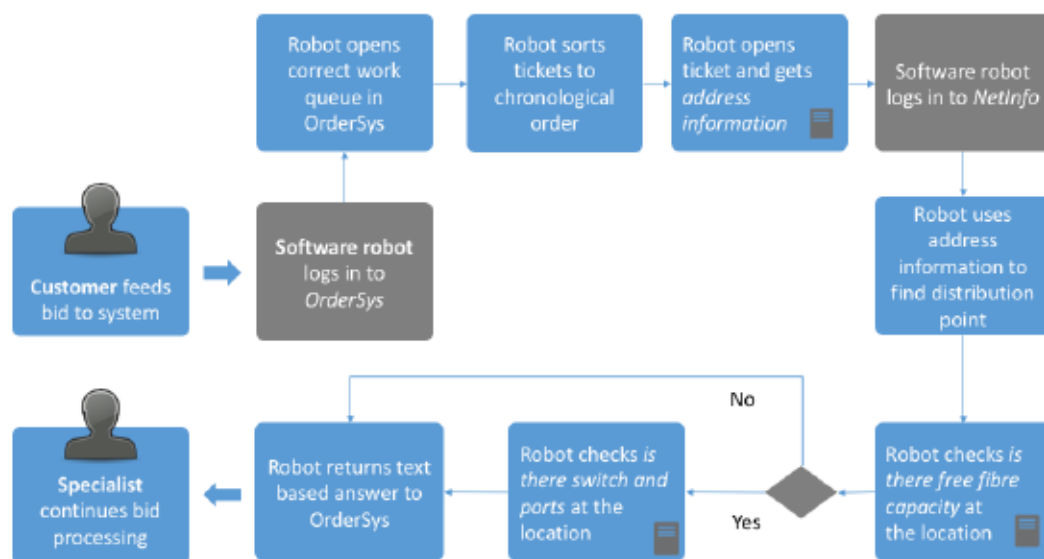 Robot opens
correct work
queue in
OrderSys
Robot sorts
tickets to
chronological
order
Robot opens
ticket and gets
address
information
Software robot
logs in to NetInfo
Customer feeds
bid to system
Software robot
logs in to
OrderSys
Robot uses
address
information to
find distribution
point
No
Specialist
continues bid
processing
Robot returns text
based answer to
OrderSys
Robot checks is
there switch and
ports at the
location
Yes
Robot checks is
there free fibre
capacity at
the location